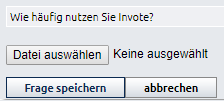 Wie häufig nutzen Sie Invote?
Datei auswählen Keine ausgewählt
Frage speichern abbrechen